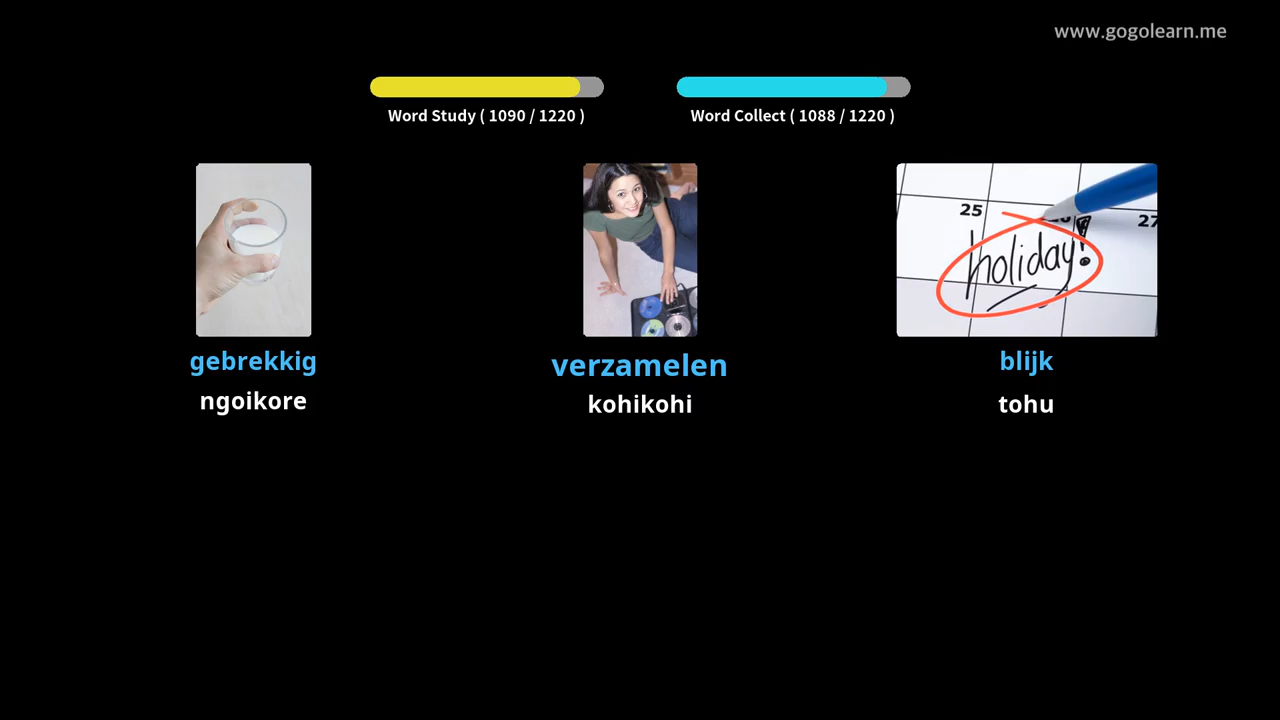 www.gogolearn.me
Word Study ( 1090 / 1220 )
Word Collect ( 1088 / 1220 )
25
27
holiday!
gebrekkig
verzamelen
blijk
ngoikore
kohikohi
tohu